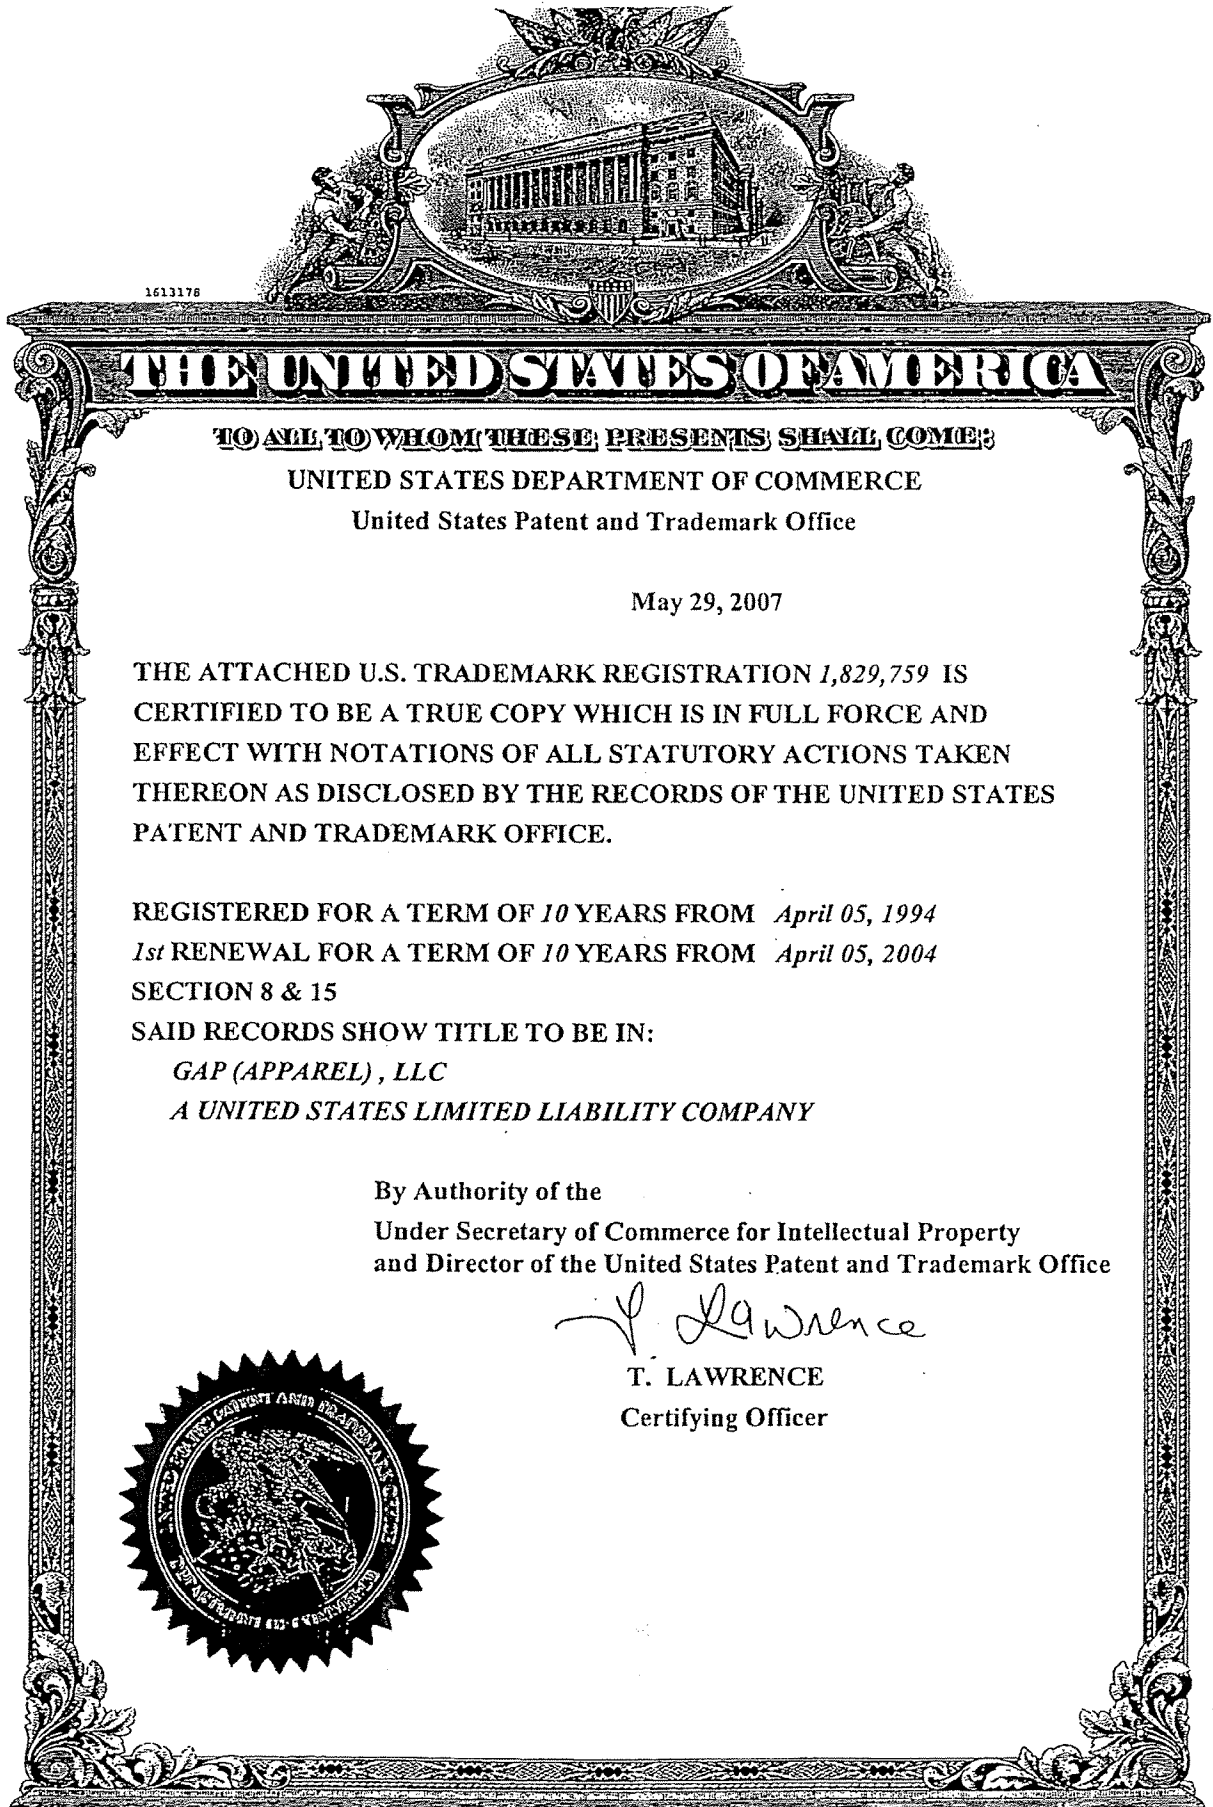 1613178
THE UNITED STATES OF AMERICA
TO ALL TO WHOM THESE PRESENTS SHALL COME:
UNITED STATES DEPARTMENT OF COMMERCE
United States Patent and Trademark Office
May 29, 2007
THE ATTACHED U.S. TRADEMARK REGISTRATION 1,829,759 IS
CERTIFIED TO BE A TRUE COPY WHICH IS IN FULL FORCE AND
EFFECT WITH NOTATIONS OF ALL STATUTORY ACTIONS TAKEN
THEREON AS DISCLOSED BY THE RECORDS OF THE UNITED STATES
PATENT AND TRADEMARK OFFICE.
REGISTERED FOR A TERM OF 10 YEARS FROM April 05, 1994
1st RENEWAL FOR A TERM OF 10 YEARS FROM April 05, 2004
SECTION 8 & 15
SAID RECORDS SHOW TITLE TO BE IN:
GAP (APPAREL) , LLC
A UNITED STATES LIMITED LIABILITY COMPANY
By Authority of the
Under Secretary of Commerce for Intellectual Property
and Director of the United States Patent and Trademark Office
T. Lawrence
T. LAWRENCE
Certifying Officer
PATENT AND TRADEMARK